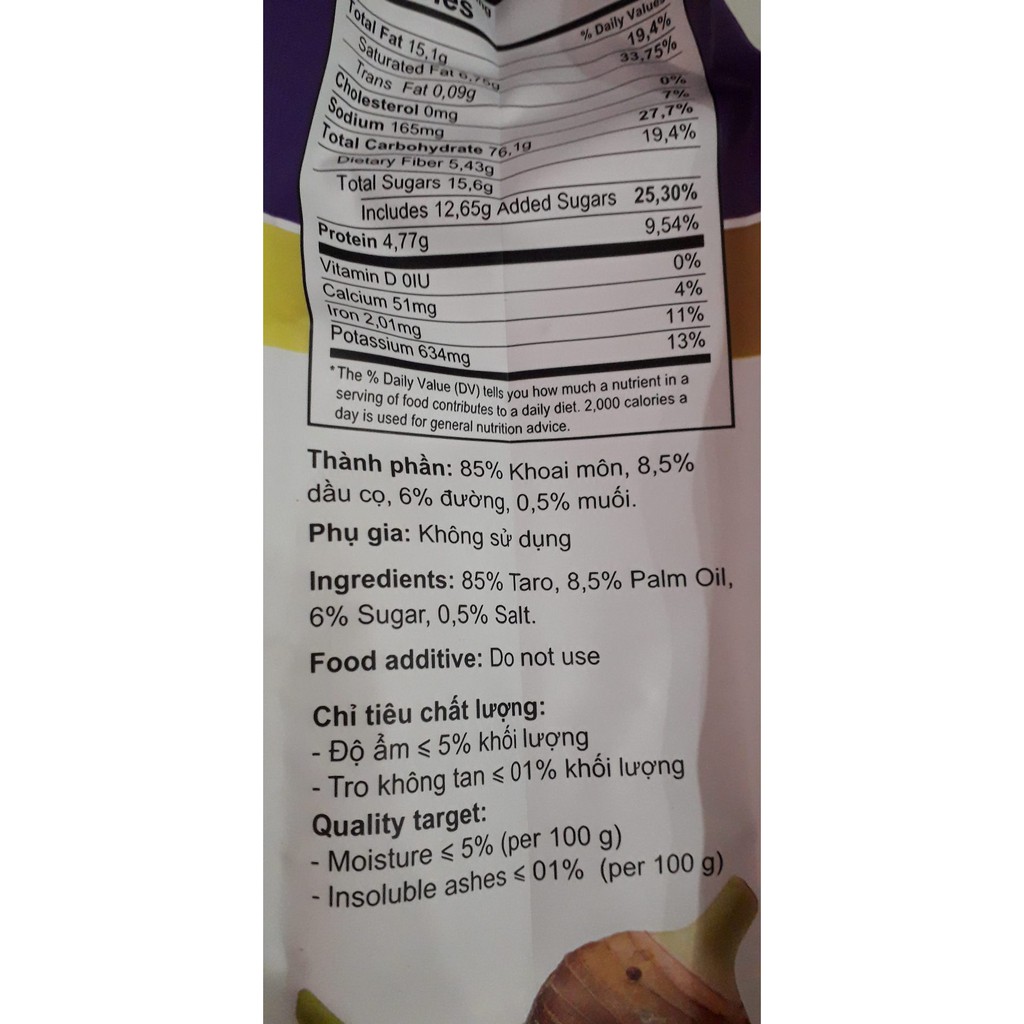 % Daily Value
Total Fat 15,1g 19,4%
Saturated Fat 6,75g 33,75%
Trans Fat 0,09g
Cholesterol 0mg 0%
Sodium 165mg 7%
Total Carbohydrate 76,1g 27,7%
Dietary Fiber 5,43g 19,4%
Total Sugars 15,6g
Includes 12,65g Added Sugars 25,30%
Protein 4,77g 9,54%
Vitamin D 0IU 0%
Calcium 51mg 4%
Iron 2,01mg 11%
Potassium 634mg 13%
*The % Daily Value (DV) tells you how much a nutrient in a
serving of food contributes to a daily diet. 2,000 calories a
day is used for general nutrition advice.
Thành phần: 85% Khoai môn, 8,5%
dầu cọ, 6% đường, 0,5% muối.
Phụ gia: Không sử dụng
Ingredients: 85% Taro, 8,5% Palm Oil,
6% Sugar, 0,5% Salt.
Food additive: Do not use
Chỉ tiêu chất lượng:
- Độ ẩm ⩽ 5% khối lượng
- Tro không tan ⩽ 01% khối lượng
Quality target:
- Moisture ⩽ 5% (per 100 g)
- Insoluble ashes ⩽ 01% (per 100 g)